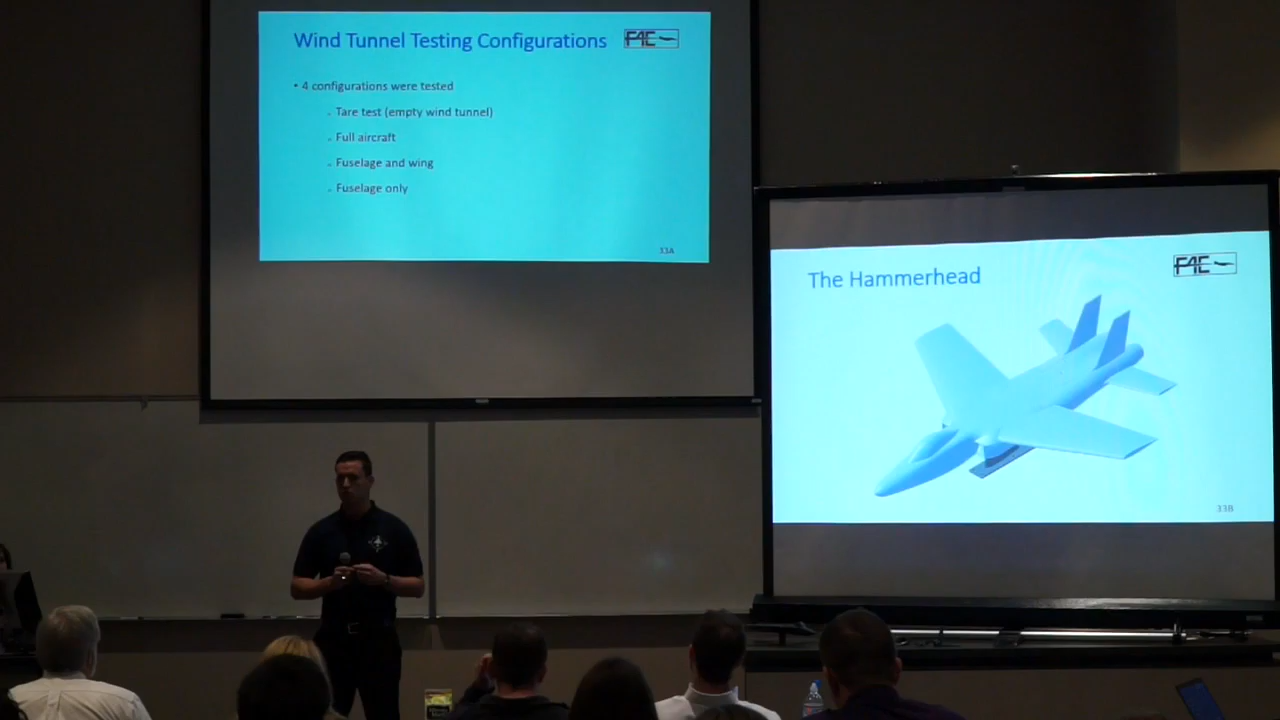 Wind Tunnel Testing Configurations
F4E
• 4 configurations were tested
Tare test (empty wind tunnel)
Full aircraft
Fuselage and wing
Fuselage only
33A
The Hammerhead
F4E
33B